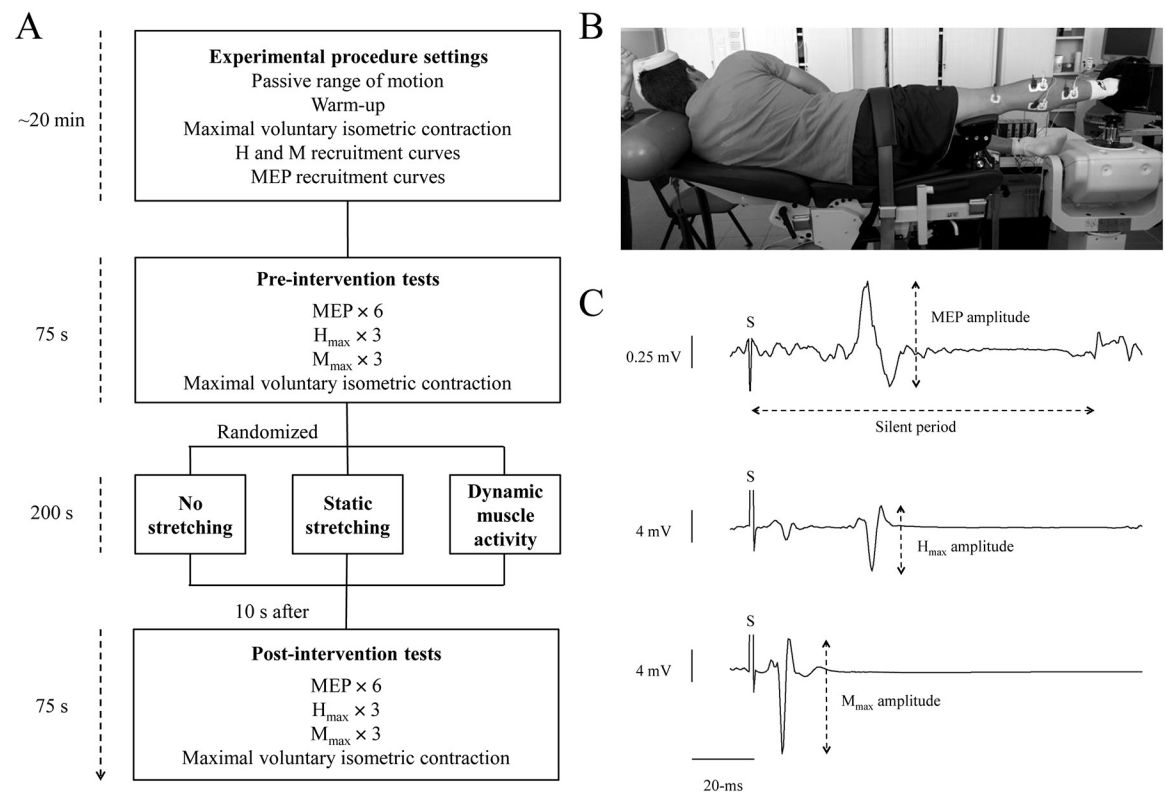 A
~20 min
Experimental procedure settings
Passive range of motion
Warm-up
Maximal voluntary isometric contraction
H and M recruitment curves
MEP recruitment curves
75 s
Pre-intervention tests
MEP × 6
Hmax × 3
Mmax × 3
Maximal voluntary isometric contraction
Randomized
200 s
No
stretching
Static
stretching
Dynamic
muscle
activity
10 s after
75 s
Post-intervention tests
MEP × 6
Hmax × 3
Mmax × 3
Maximal voluntary isometric contraction
B
C
S
0.25 mV
MEP amplitude
Silent period
S
4 mV
Hmax amplitude
S
4 mV
Mmax amplitude
20-ms